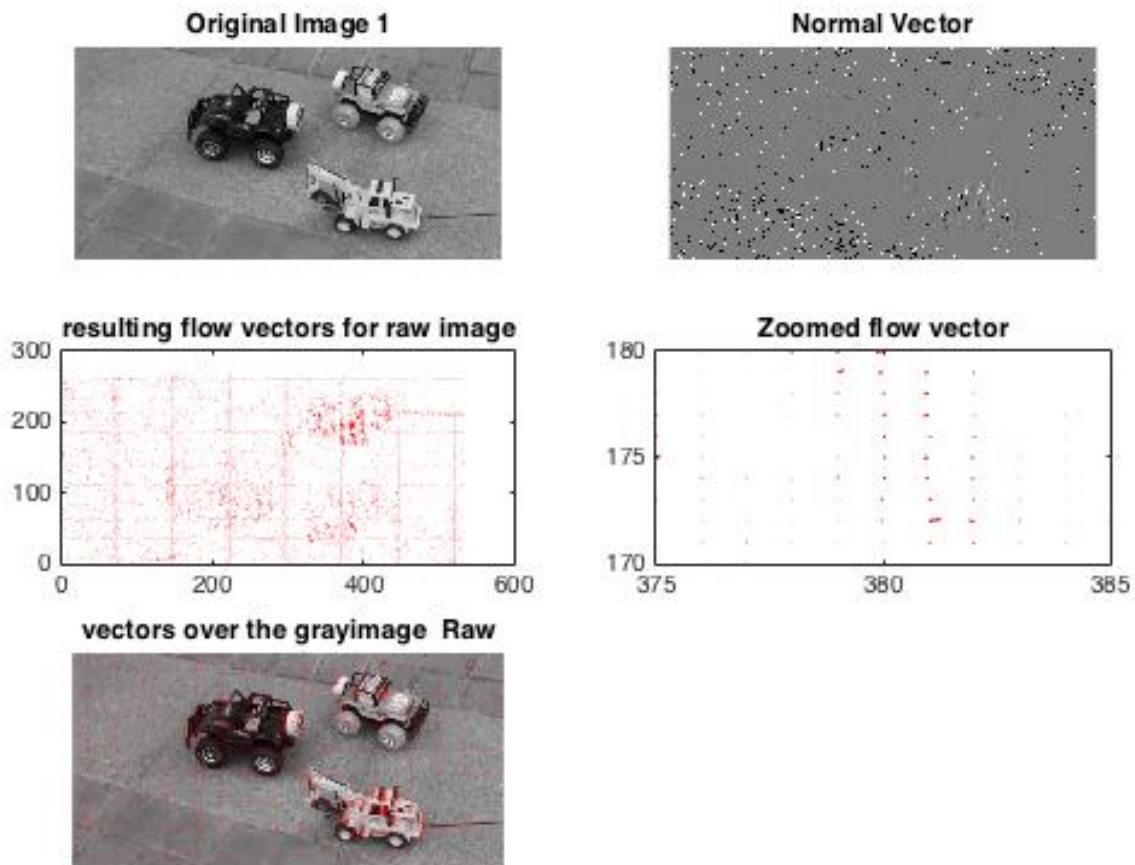 Original Image 1
Normal Vector
resulting flow vectors for raw image
300
200
100
0
0 200 400 600
Zoomed flow vector
180
175
170
375 380 385
vectors over the grayimage  Raw